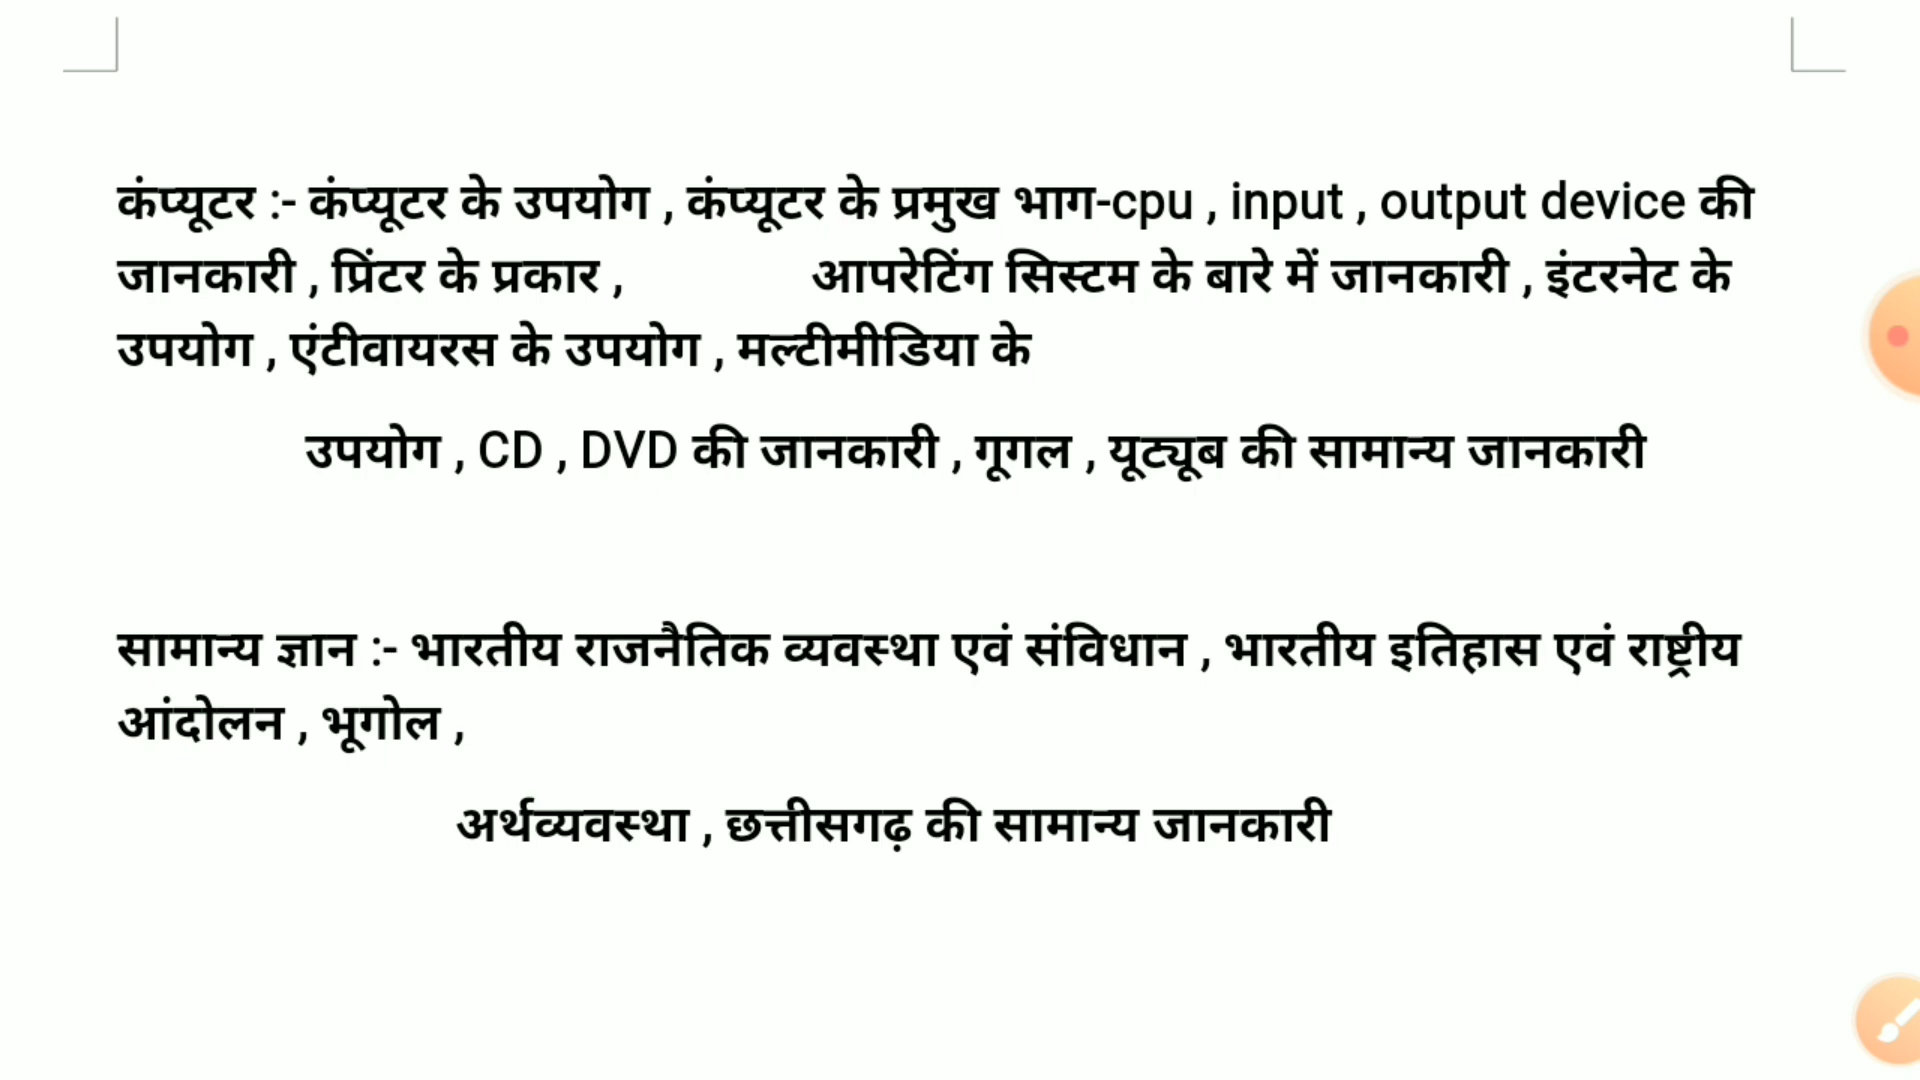 कंप्यूटर :- कंप्यूटर के उपयोग , कंप्यूटर के प्रमुख भाग-cpu , input , output device की
जानकारी , प्रिंटर के प्रकार , आपरेटिंग सिस्टम के बारे में जानकारी , इंटरनेट के
उपयोग , एंटीवायरस के उपयोग , मल्टीमीडिया के
उपयोग , CD , DVD की जानकारी , गूगल , यूट्यूब की सामान्य जानकारी
सामान्य ज्ञान :- भारतीय राजनैतिक व्यवस्था एवं संविधान , भारतीय इतिहास एवं राष्ट्रीय
आंदोलन , भूगोल ,
अर्थव्यवस्था , छत्तीसगढ़ की सामान्य जानकारी